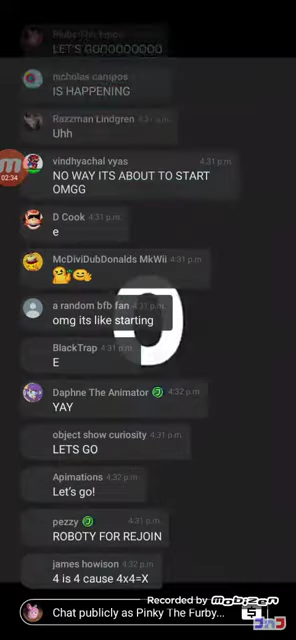 LET'S GOOOOOOOOO
nicholas campos
IS HAPPENING
Razzman Lindgren 4:31 p.m.
Uhh
vindhyachal vyas 4:31 p.m.
NO WAY ITS ABOUT TO START
OMGG
02:34
D Cook 4:31 p.m.
e
McDiviDubDonalds MkWii 4:31 p.m.
a random bfb fan 4:31 p.m.
omg its like starting
BlackTrap 4:31 p.m.
E
Daphne The Animator 4:32 p.m.
YAY
object show curiosity 4:31 p.m.
LETS GO
Apimations 4:32 p.m.
Let's go!
pezzy 4:31 p.m.
ROBOTY FOR REJOIN
james howison 4:32 p.m.
4 is 4 cause 4x4=X
Recorded by Mobizen
Chat publicly as Pinky The Furby...